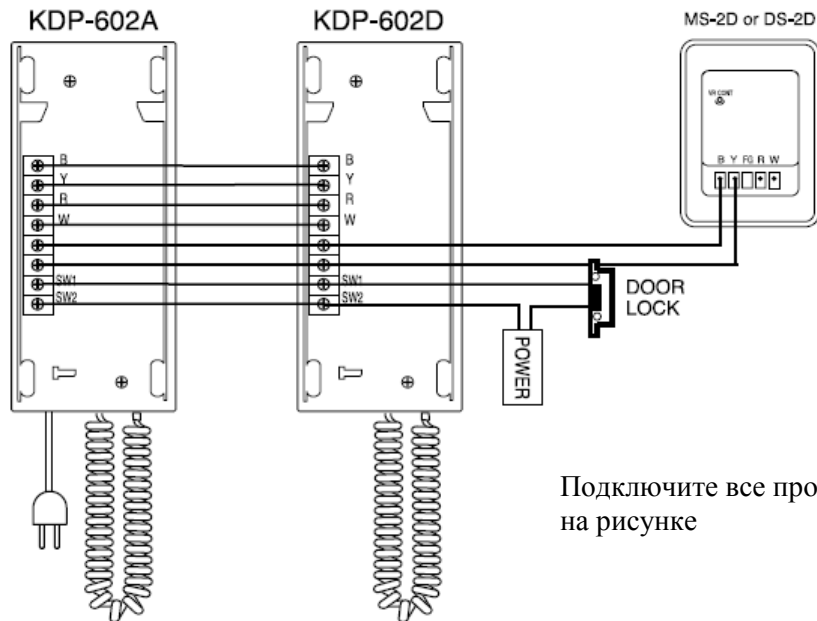 KDP-602A
KDP-602D
MS-2D or DS-2D
VR CONT
B Y FG R W
B
Y
R
W
SW1
SW2
B
Y
R
W
SW1
SW2
DOOR
LOCK
POWER
Подключите все про
на рисунке